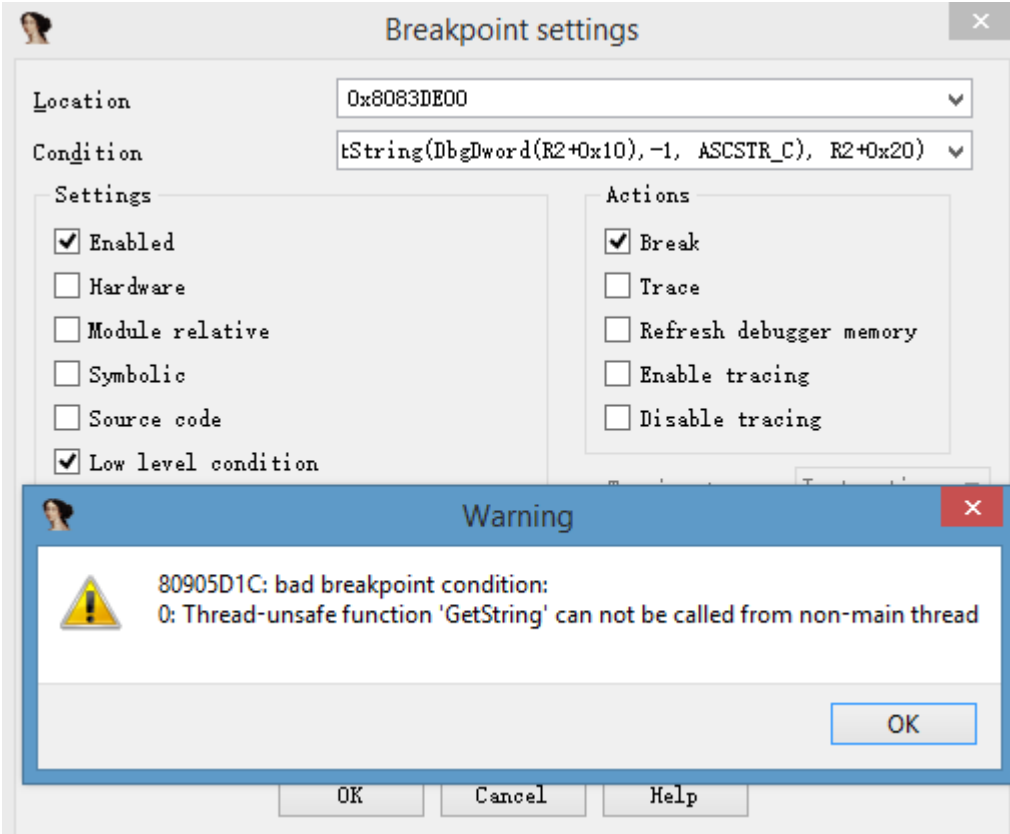 Breakpoint settings
Location 0x8083DE00
Condition tString(DbgDword(R2+0x10),-1, ASCSTR_C), R2+0x20)
Settings
Actions
Enabled
Break
Hardware
Trace
Module relative
Refresh debugger memory
Symbolic
Enable tracing
Source code
Disable tracing
Low level condition
Warning
80905D1C: bad breakpoint condition:
0: Thread-unsafe function 'GetString' can not be called from non-main thread
OK
OK
Cancel
Help